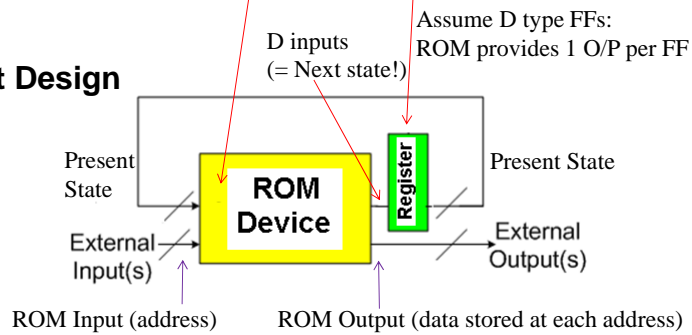 Assume D type FFs:
ROM provides 1 O/P per FF
D inputs
(= Next state!)
t Design
Present
State
ROM
Device
Register
Present State
External
Input(s)
External
Output(s)
ROM Input (address)
ROM Output (data stored at each address)